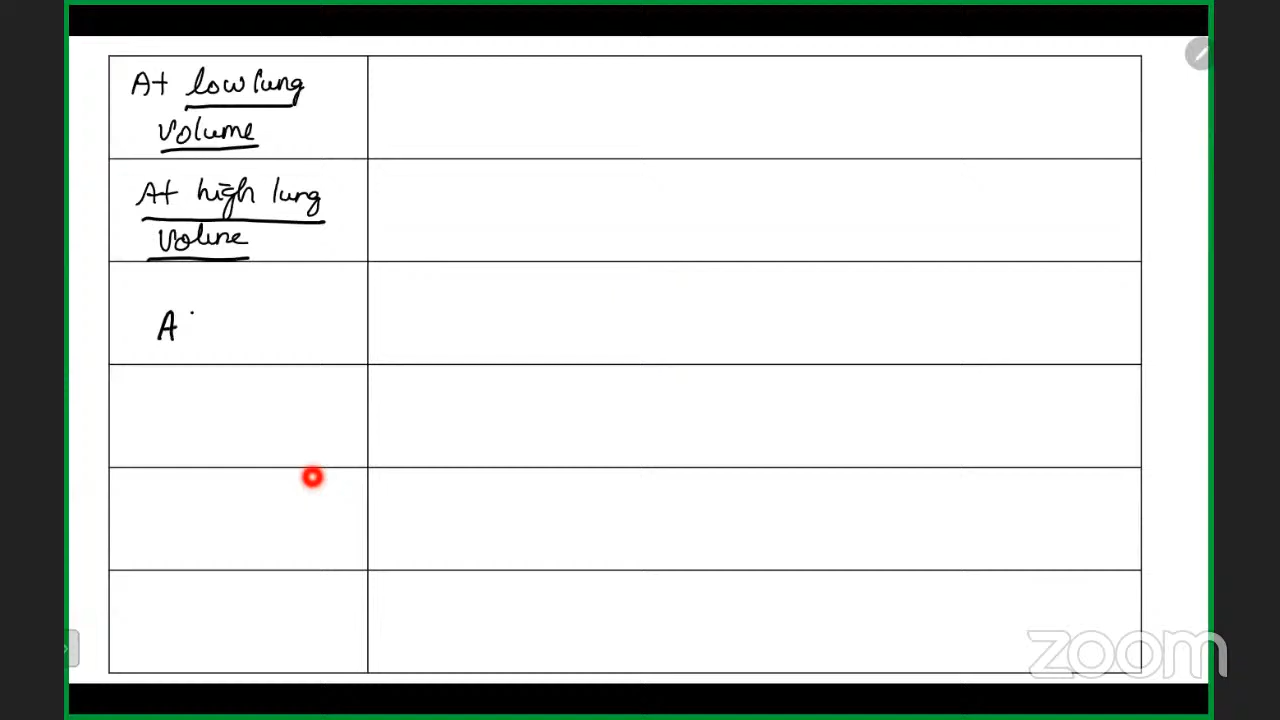 At low lung
volume
At high lung
volume
A
zoom